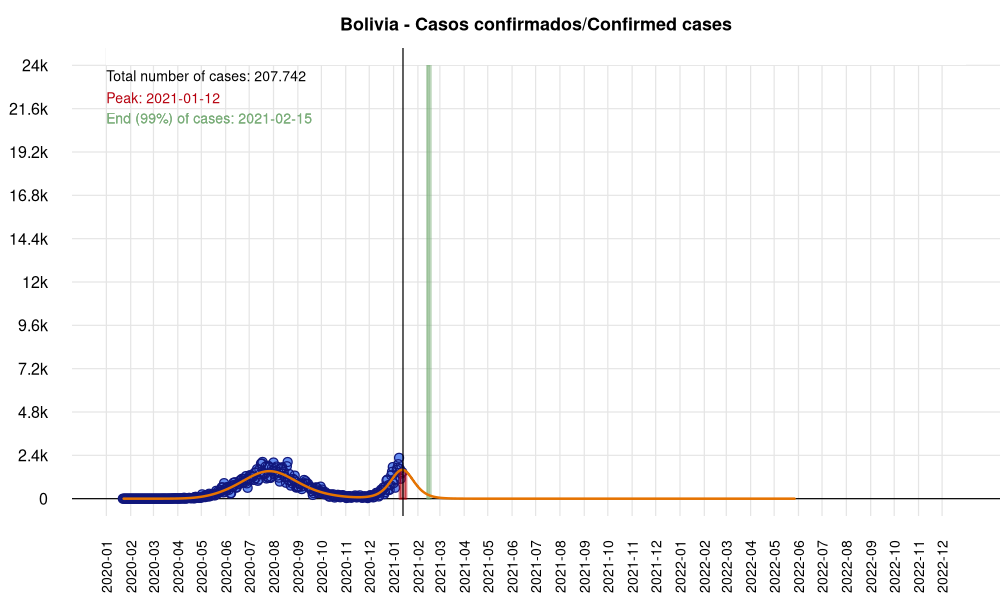 Bolivia - Casos confirmados/Confirmed cases
Total number of cases: 207.742
Peak: 2021-01-12
End (99%) of cases: 2021-02-15
24k
21.6k
19.2k
16.8k
14.4k
12k
9.6k
7.2k
4.8k
2.4k
0
2020-01
2020-02
2020-03
2020-04
2020-05
2020-06
2020-07
2020-08
2020-09
2020-10
2020-11
2020-12
2021-01
2021-02
2021-03
2021-04
2021-05
2021-06
2021-07
2021-08
2021-09
2021-10
2021-11
2021-12
2022-01
2022-02
2022-03
2022-04
2022-05
2022-06
2022-07
2022-08
2022-09
2022-10
2022-11
2022-12